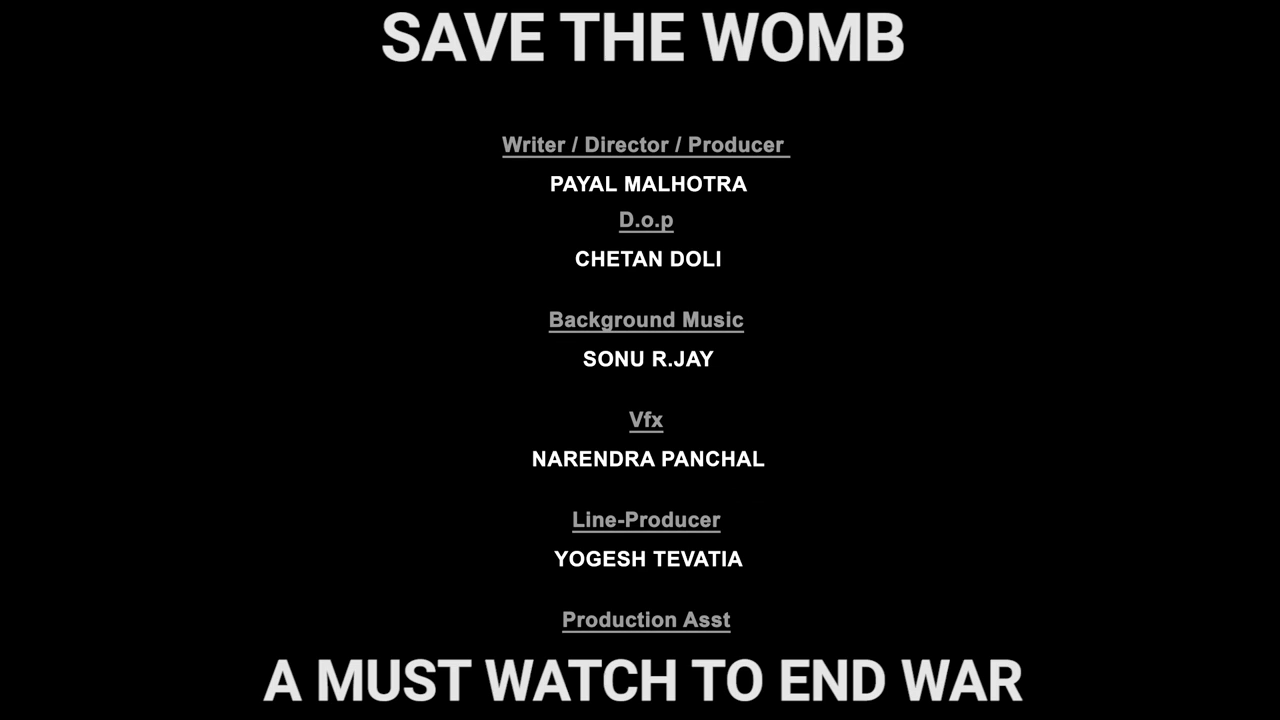 SAVE THE WOMB
Writer / Director / Producer
PAYAL MALHOTRA
D.o.p
CHETAN DOLI
Background Music
SONU R.JAY
Vfx
NARENDRA PANCHAL
Line-Producer
YOGESH TEVATIA
Production Asst
A MUST WATCH TO END WAR